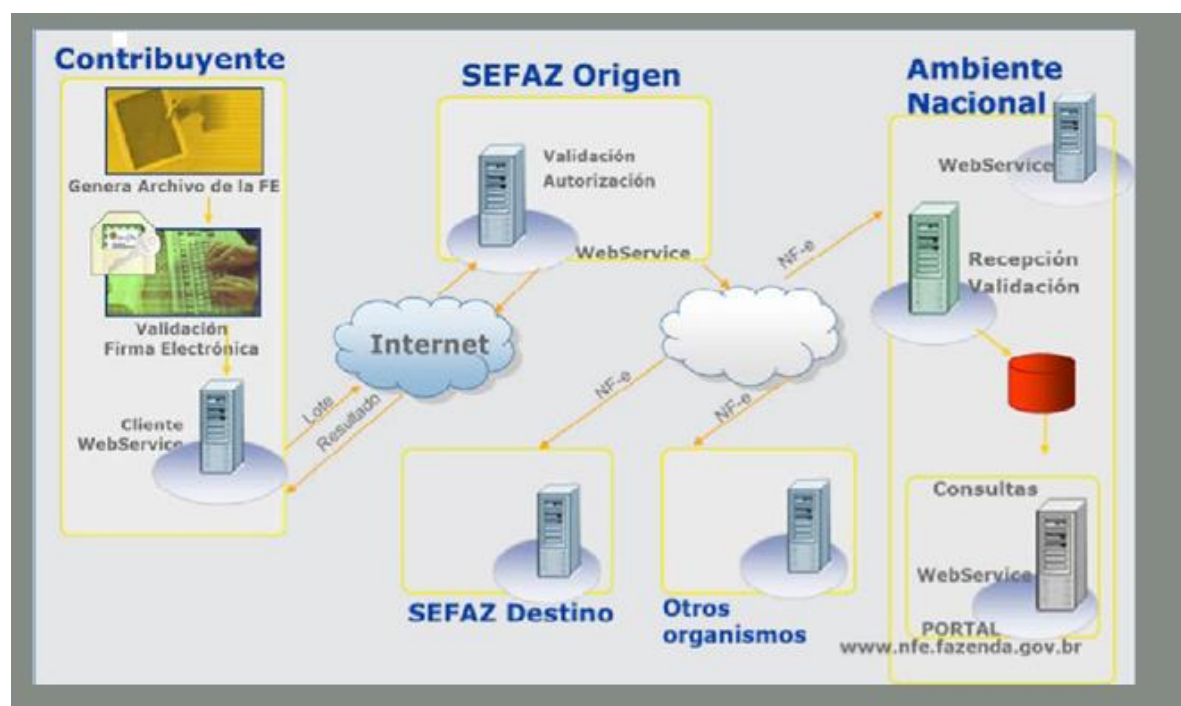 Contribuyente
Genera Archivo de la FE
Validación
Firma Electrónica
Cliente
WebService
Lote
Resultado
Internet
SEFAZ Origen
Validación
Autorización
WebService
NF-e
NF-e
NF-e
SEFAZ Destino
Otros
organismos
Ambiente
Nacional
WebService
Recepción
Validación
Consultas
WebService
PORTAL
www.nfe.fazenda.gov.br